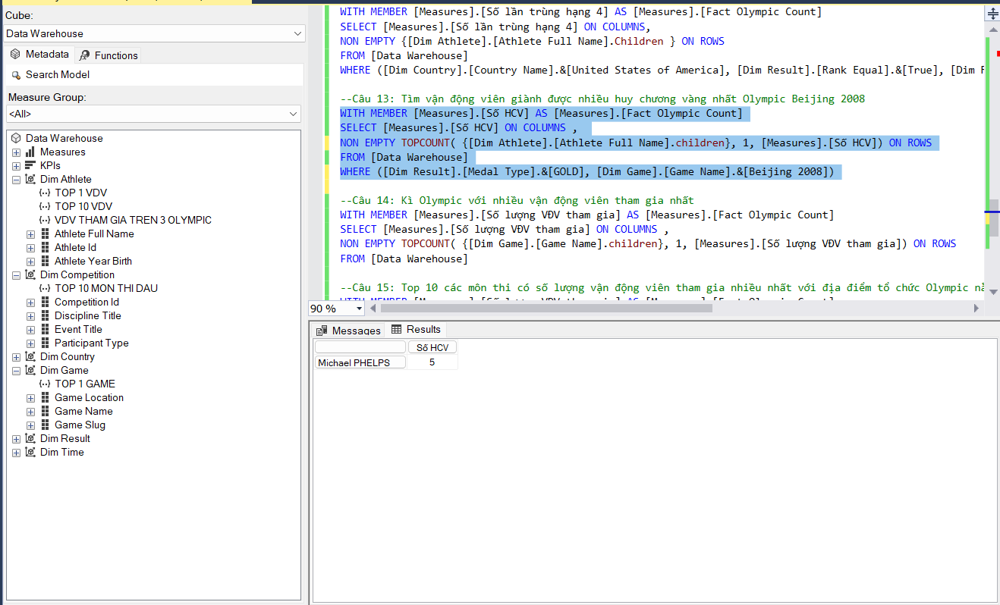 Cube:
Data Warehouse
Metadata
Functions
Search Model
Measure Group:
<All>
Data Warehouse
Measures
KPIs
Dim Athlete
TOP 1 VDV
TOP 10 VDV
VDV THAM GIA TREN 3 OLYMPIC
Athlete Full Name
Athlete Id
Athlete Year Birth
Dim Competition
TOP 10 MON THI DAU
Competition Id
Discipline Title
Event Title
Participant Type
Dim Country
Dim Game
TOP 1 GAME
Game Location
Game Name
Game Slug
Dim Result
Dim Time
WITH MEMBER [Measures].[Số lần trùng hạng 4] AS [Measures].[Fact Olympic Count]
SELECT [Measures].[Số lần trùng hạng 4] ON COLUMNS,
NON EMPTY {[Dim Athlete].[Athlete Full Name].Children } ON ROWS
FROM [Data Warehouse]
WHERE ([Dim Country].[Country Name].&[United States of America], [Dim Result].[Rank Equal].&[True], [Dim
--Câu 13: Tìm vận động viên giành được nhiều huy chương vàng nhất Olympic Beijing 2008
WITH MEMBER [Measures].[Số HCV] AS [Measures].[Fact Olympic Count]
SELECT [Measures].[Số HCV] ON COLUMNS ,
NON EMPTY TOPCOUNT( {[Dim Athlete].[Athlete Full Name].children}, 1, [Measures].[Số HCV]) ON ROWS
FROM [Data Warehouse]
WHERE ([Dim Result].[Medal Type].&[GOLD], [Dim Game].[Game Name].&[Beijing 2008])
--Câu 14: Kì Olympic với nhiều vận động viên tham gia nhất
WITH MEMBER [Measures].[Số lượng VĐV tham gia] AS [Measures].[Fact Olympic Count]
SELECT [Measures].[Số lượng VĐV tham gia] ON COLUMNS ,
NON EMPTY TOPCOUNT( {[Dim Game].[Game Name].children}, 1, [Measures].[Số lượng VĐV tham gia]) ON ROWS
FROM [Data Warehouse]
--Câu 15: Top 10 các môn thi có số lượng vận động viên tham gia nhiều nhất với địa điểm tổ chức Olympic
90 %
Messages
Results
Số HCV
Michael PHELPS 5